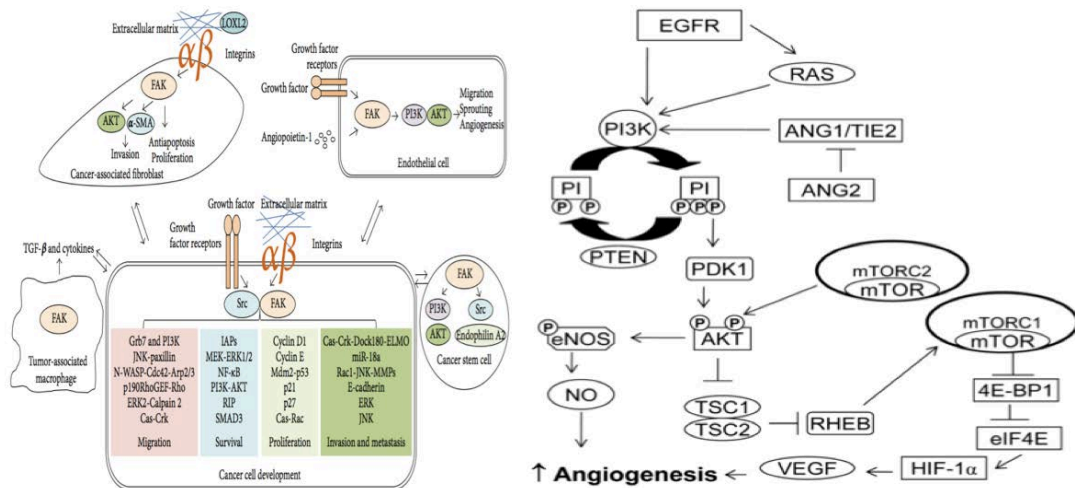 Extracellular matrix
LOXL2
αβ
Integrins
FAK
AKT
α-SMA
Antiapoptosis
Proliferation
Invasion
Cancer-associated fibroblast
Growth factor
receptors
Growth factor
Angiopoietin-1
FAK
PI3K
AKT
Migration
Sprouting
Angiogenesis
Endothelial cell
TGF-β and cytokines
FAK
Tumor-associated
macrophage
Growth factor
Growth
factor receptors
Extracellular matrix
αβ
Integrins
Src
FAK
Grb7 and PI3K
JNK-paxillin
N-WASP-Cdc42-Arp2/3
p190RhoGEF-Rho
ERK2-Calpain 2
Cas-Crk
Migration
IAPs
MEK-ERK1/2
NF-κB
PI3K-AKT
RIP
SMAD3
Survival
Cyclin D1
Cyclin E
Mdm2-p53
p21
p27
Cas-Rac
Proliferation
Cas-Crk-Dock180-ELMO
miR-18a
Rac1-JNK-MMPs
E-cadherin
ERK
JNK
Invasion and metastasis
Cancer cell development
FAK
PI3K
Src
AKT
Endophilin A2
Cancer stem cell
EGFR
RAS
PI3K
ANG1/TIE2
ANG2
PI
P P
PI
P P P
PTEN
PDK1
mTORC2
mTOR
mTORC1
mTOR
P
eNOS
P P
AKT
NO
TSC1
TSC2
RHEB
4E-BP1
eIF4E
HIF-1α
VEGF
↑ Angiogenesis